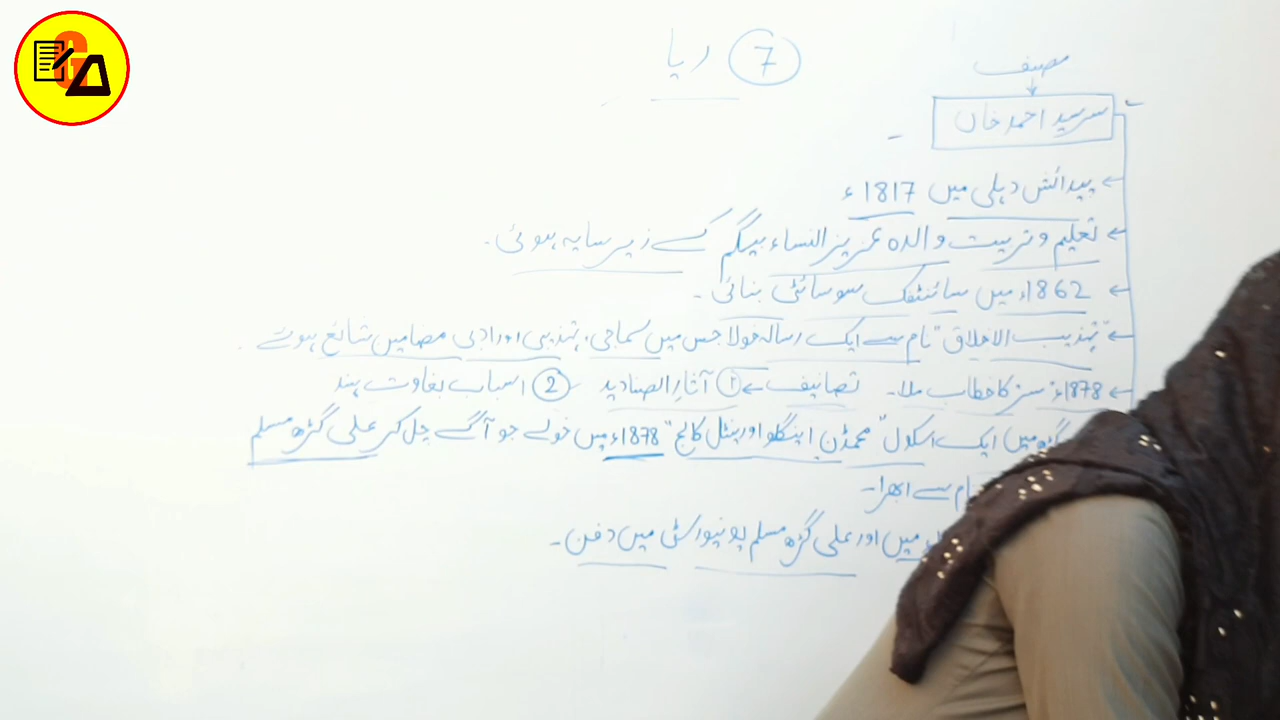 7 ریا
مصنف
سرسید احمد خاں
پیدائش دہلی میں 1817ء
تعلیم و تربیت والدہ عزیز النساء بیگم کے زیر سایہ ہوئی۔
1862ء میں سائنٹفک سوسائٹی بنائی۔
"تہذیب الاخلاق" نام سے ایک رسالہ کھولا جس میں سماجی، تہذیبی اور ادبی مضامین شائع ہوئے
1878ء سر کا خطاب ملا۔ تصانیف ← 1 آثار الصنادید 2 اسباب بغاوت ہند
میں ایک اسکول "محمڈن اینگلو اورینٹل کالج" 1878ء میں کھولے جو آگے چل کر علی گڑھ مسلم
نام سے ابھرا۔
میں اور علی گڑھ مسلم یونیورسٹی میں دفن۔